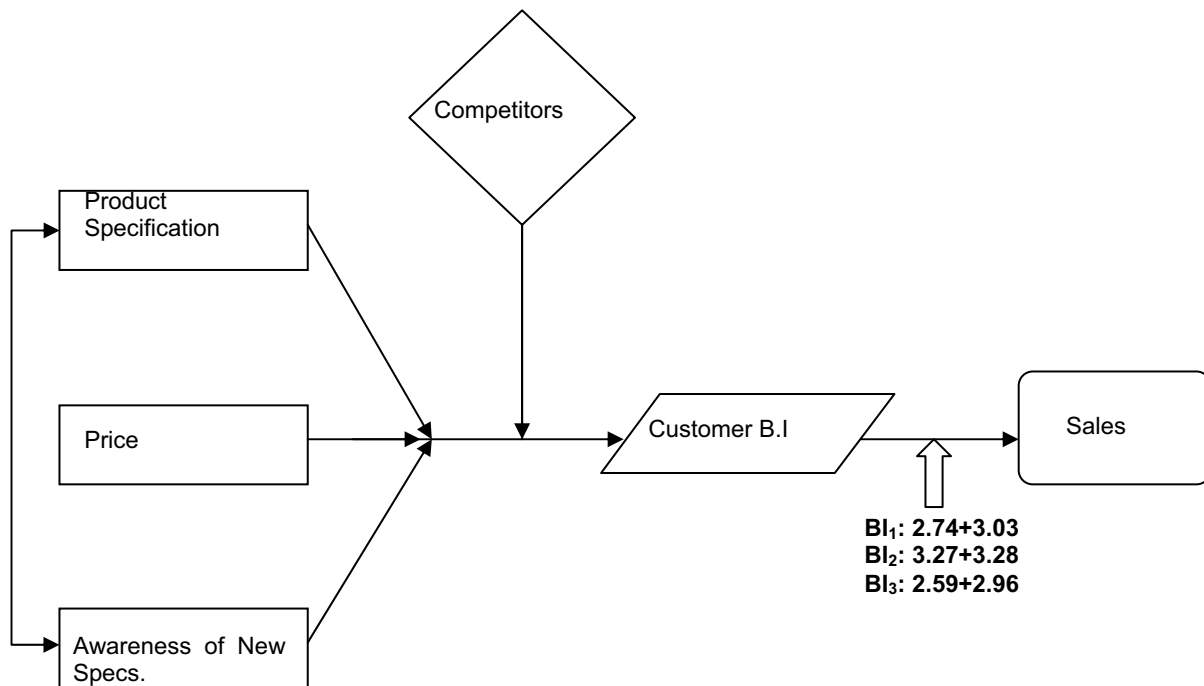 Competitors
Product
Specification
Price
Customer B.I
Sales
BI₁: 2.74+3.03
BI₂: 3.27+3.28
BI₃: 2.59+2.96
Awareness of New
Specs.